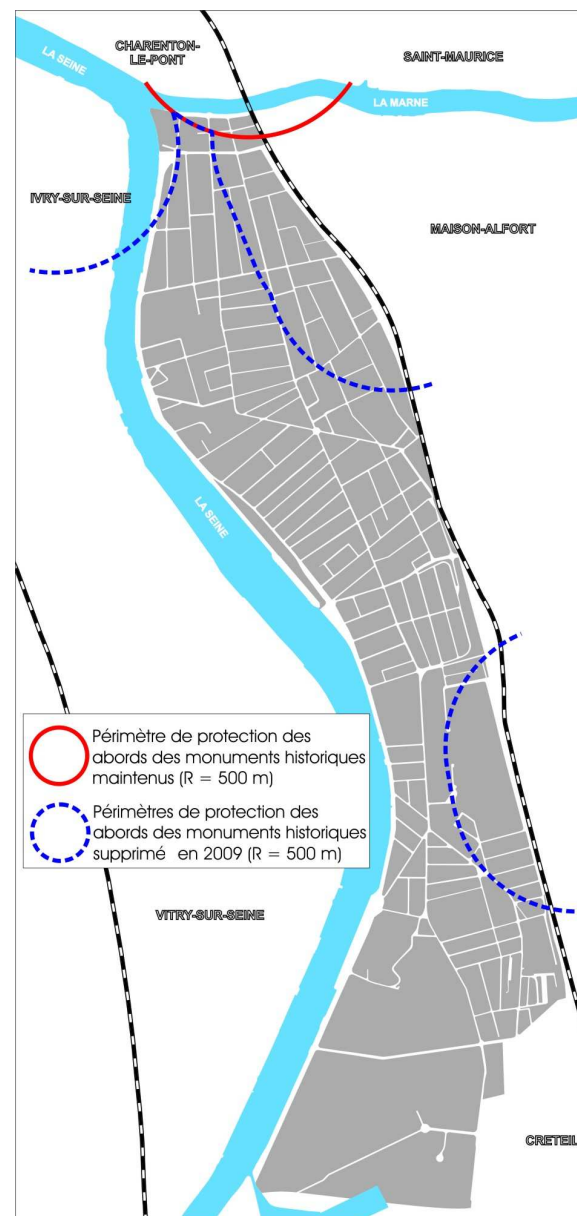 CHARENTON-
LE-PONT
SAINT-MAURICE
LA SEINE
LA MARNE
IVRY-SUR-SEINE
MAISON-ALFORT
LA SEINE
Périmètre de protection des
abords des monuments historiques
maintenus (R = 500 m)
Périmètres de protection des
abords des monuments historiques
supprimé en 2009 (R = 500 m)
VITRY-SUR-SEINE
CRETEIL